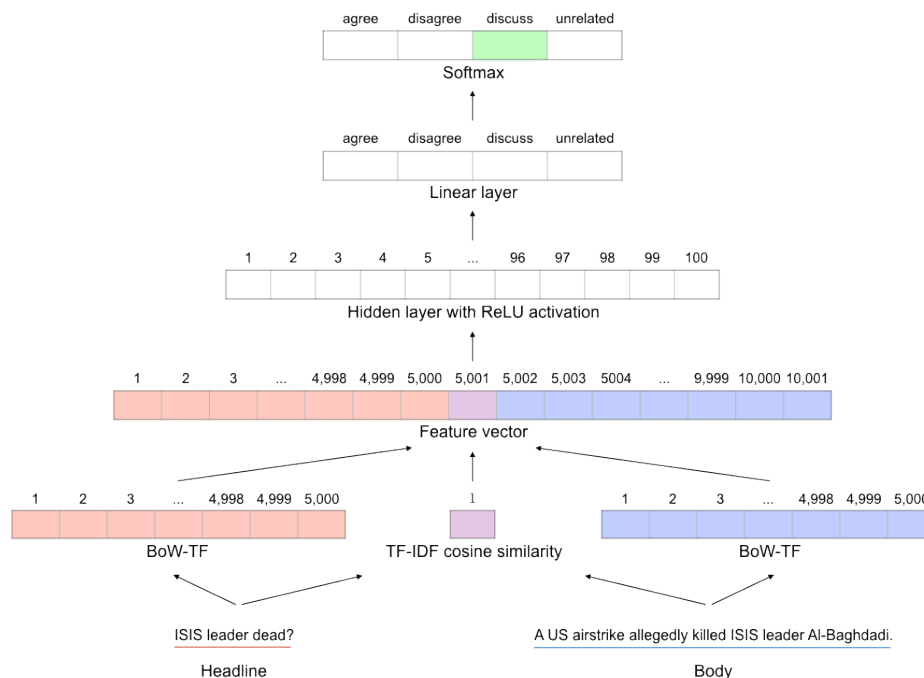 agree disagree discuss unrelated
Softmax
agree disagree discuss unrelated
Linear layer
1 2 3 4 5 ... 96 97 98 99 100
Hidden layer with ReLU activation
1 2 3 ... 4,998 4,999 5,000 5,001 5,002 5,003 5004 ... 9,999 10,000 10,001
Feature vector
1 2 3 ... 4,998 4,999 5,000 1 1 2 3 ... 4,998 4,999 5,000
BoW-TF TF-IDF cosine similarity BoW-TF
ISIS leader dead? A US airstrike allegedly killed ISIS leader Al-Baghdadi.
Headline Body